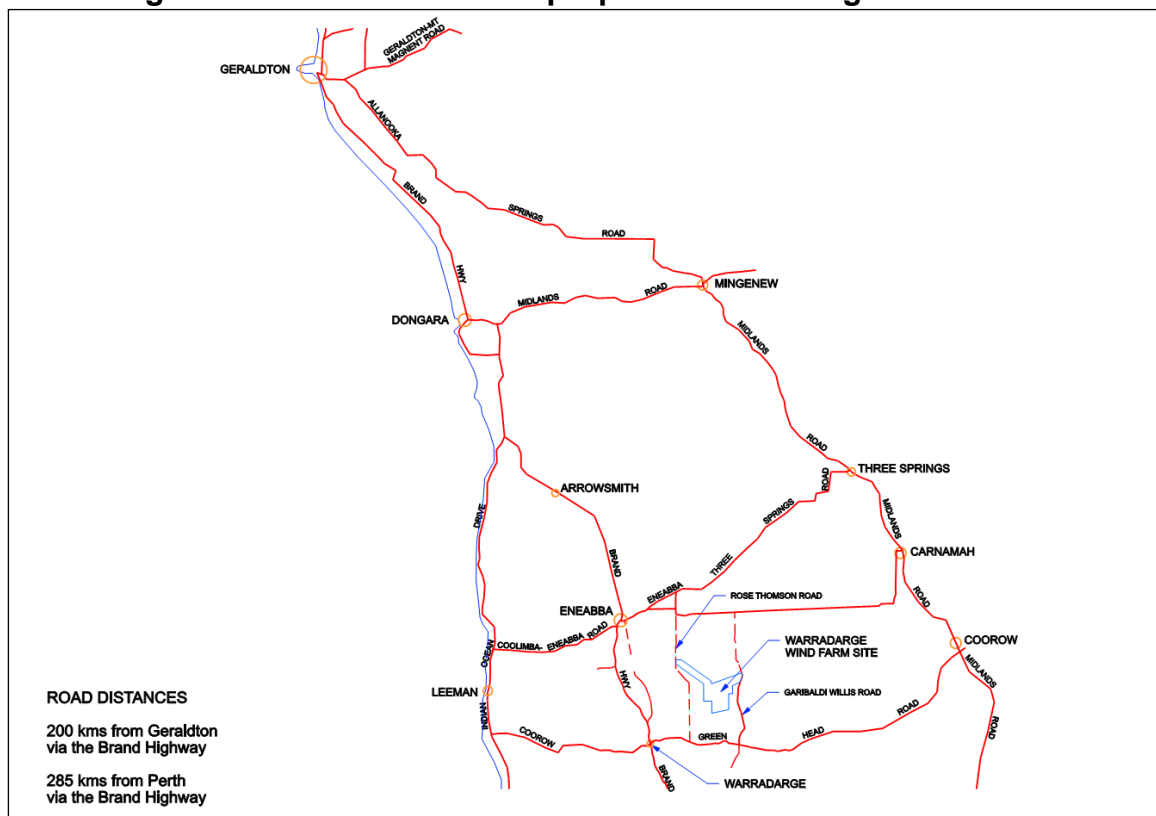 GERALDTON-MT
MAGNENT ROAD
GERALDTON
ALLANOOKA
BRAND
SPRINGS
ROAD
HWY
MINGENEW
ROAD
MIDLANDS
DONGARA
MIDLANDS
ROAD
THREE SPRINGS
ROAD
SPRINGS
ARROWSMITH
MIDLANDS
DRIVE
CARNAMAH
BRAND
THREE
ENEABBA
ROSE THOMSON ROAD
ROAD
ENEABBA
ROAD
COOLIMBA- ENEABBA
COOROW
WARRADARGE
WIND FARM SITE
OCEAN
MIDLANDS
HWY
LEEMAN
GARIBALDI WILLIS ROAD
ROAD DISTANCES
INDIAN
ROAD
ROAD
200 kms from Geraldton
via the Brand Highway
COOROW
GREEN
HEAD
285 kms from Perth
via the Brand Highway
BRAND
WARRADARGE